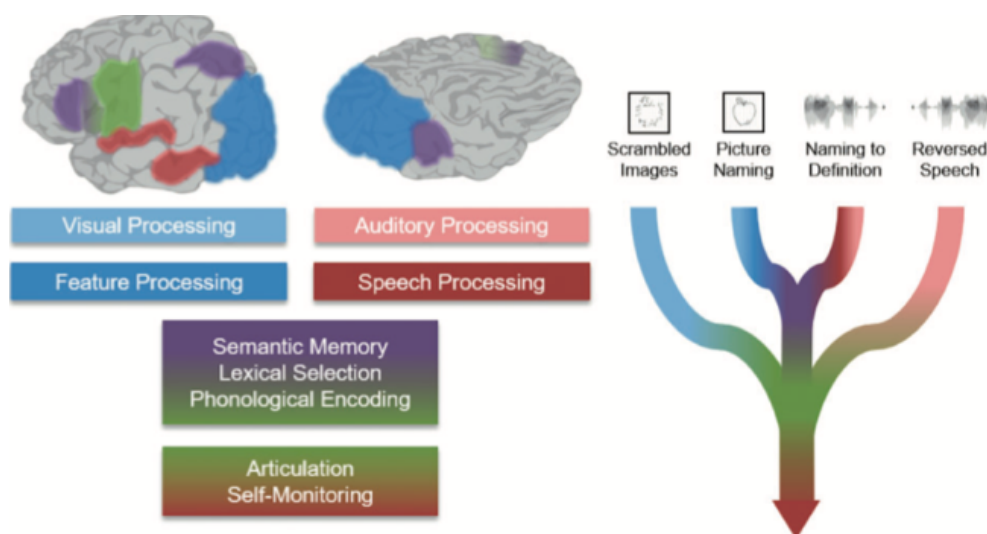 Scrambled
Images
Picture
Naming
Naming to
Definition
Reversed
Speech
Visual Processing
Auditory Processing
Feature Processing
Speech Processing
Semantic Memory
Lexical Selection
Phonological Encoding
Articulation
Self-Monitoring